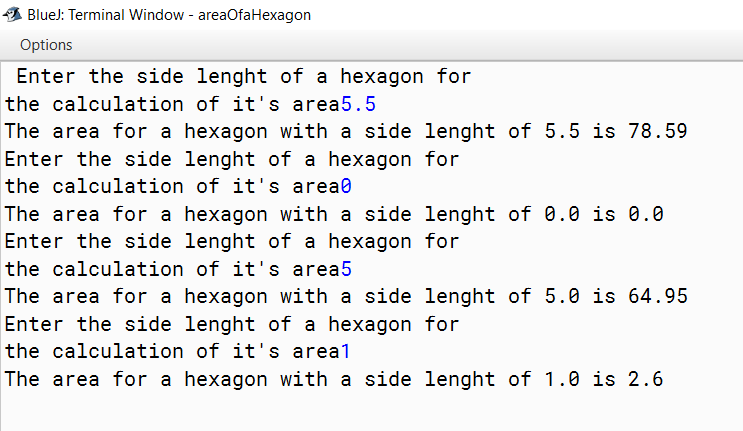 BlueJ: Terminal Window - areaOfaHexagon
Options
Enter the side lenght of a hexagon for
the calculation of it's area5.5
The area for a hexagon with a side lenght of 5.5 is 78.59
Enter the side lenght of a hexagon for
the calculation of it's area0
The area for a hexagon with a side lenght of 0.0 is 0.0
Enter the side lenght of a hexagon for
the calculation of it's area5
The area for a hexagon with a side lenght of 5.0 is 64.95
Enter the side lenght of a hexagon for
the calculation of it's area1
The area for a hexagon with a side lenght of 1.0 is 2.6